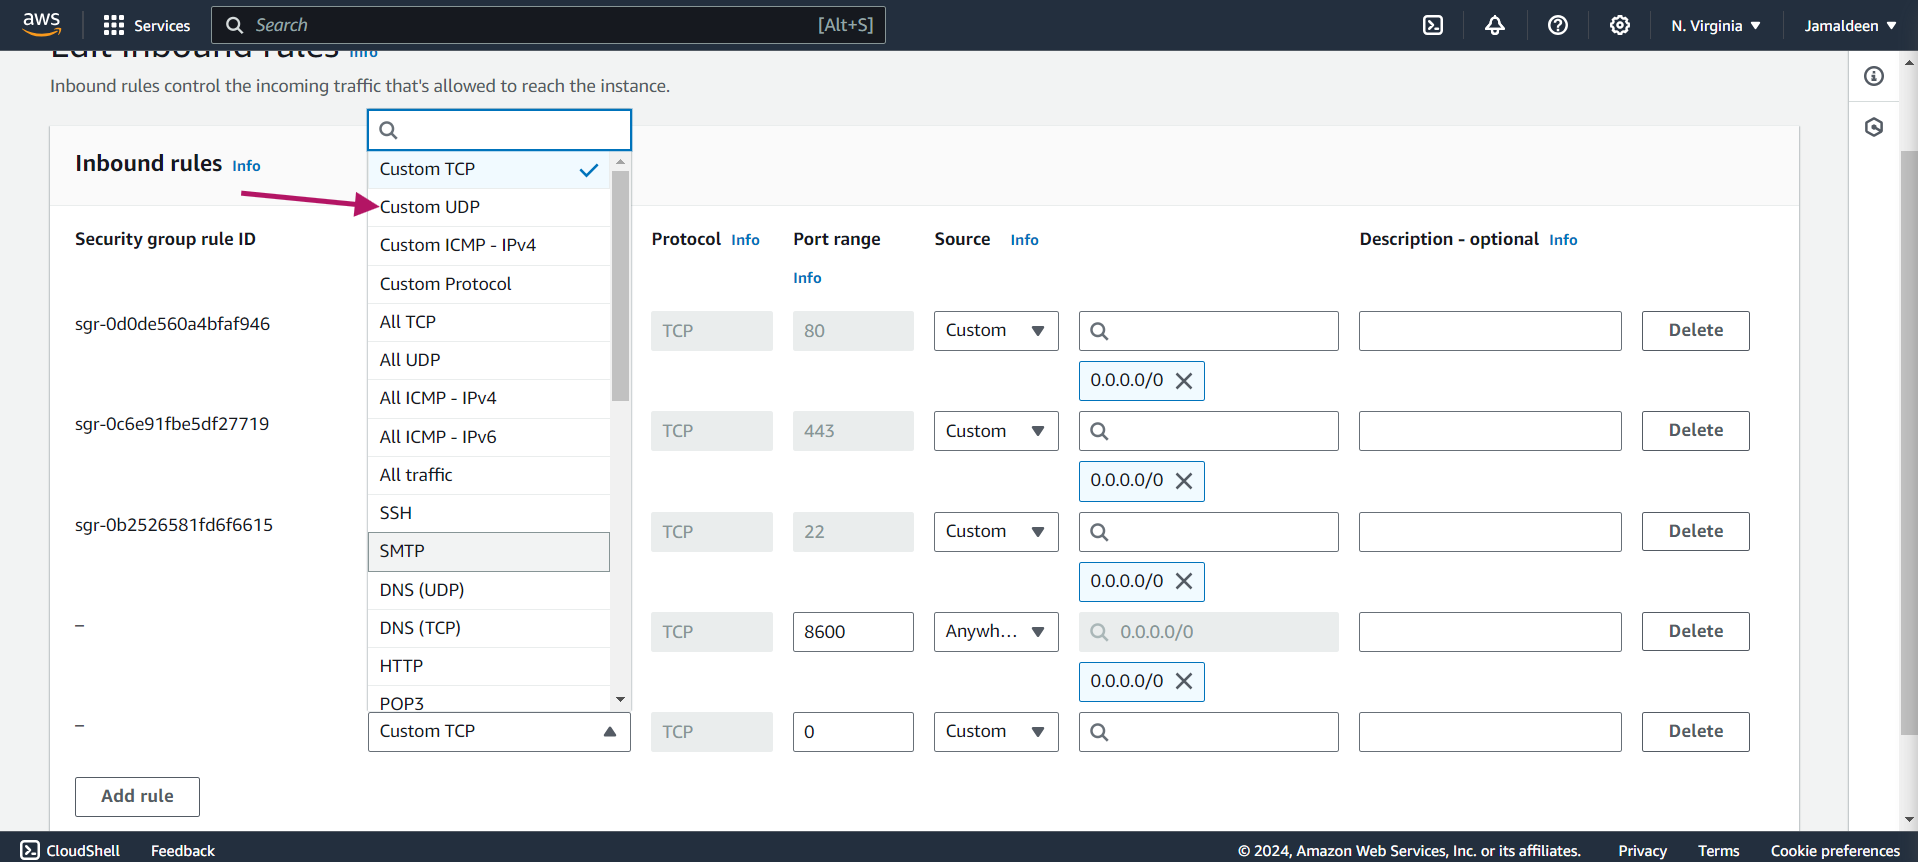 aws Services Search [Alt+S] N. Virginia Jamaldeen
Edit inbound rules Info
Inbound rules control the incoming traffic that's allowed to reach the instance.
Inbound rules Info
Custom TCP
Custom UDP
Custom ICMP - IPv4
Custom Protocol
All TCP
All UDP
All ICMP - IPv4
All ICMP - IPv6
All traffic
SSH
SMTP
DNS (UDP)
DNS (TCP)
HTTP
POP3
Security group rule ID Protocol Info Port range Info Source Info Description - optional Info
sgr-0d0de560a4bfaf946 TCP 80 Custom Delete
0.0.0.0/0
sgr-0c6e91fbe5df27719 TCP 443 Custom Delete
0.0.0.0/0
sgr-0b2526581fd6f6615 TCP 22 Custom Delete
0.0.0.0/0
– TCP 8600 Anywh... 0.0.0.0/0 Delete
0.0.0.0/0
– Custom TCP TCP 0 Custom Delete
Add rule
CloudShell Feedback © 2024, Amazon Web Services, Inc. or its affiliates. Privacy Terms Cookie preferences